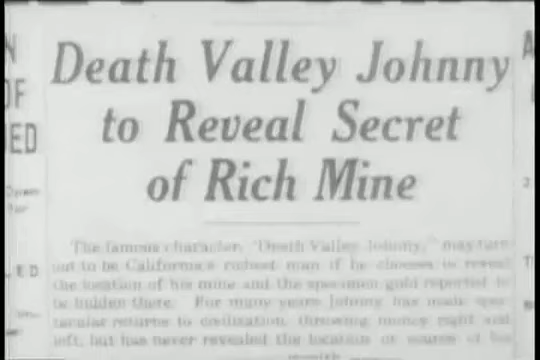 Death Valley Johnny
to Reveal Secret
of Rich Mine
The famous character, "Death Valley Johnny," may turn
out to be California's richest man if he chooses to reveal
the location of his mine and the specimen gold reported to
be hidden there. For many years Johnny has made spec-
tacular returns to civilization, throwing money right and
left, but has never revealed the location or source of his
N
OF
ED